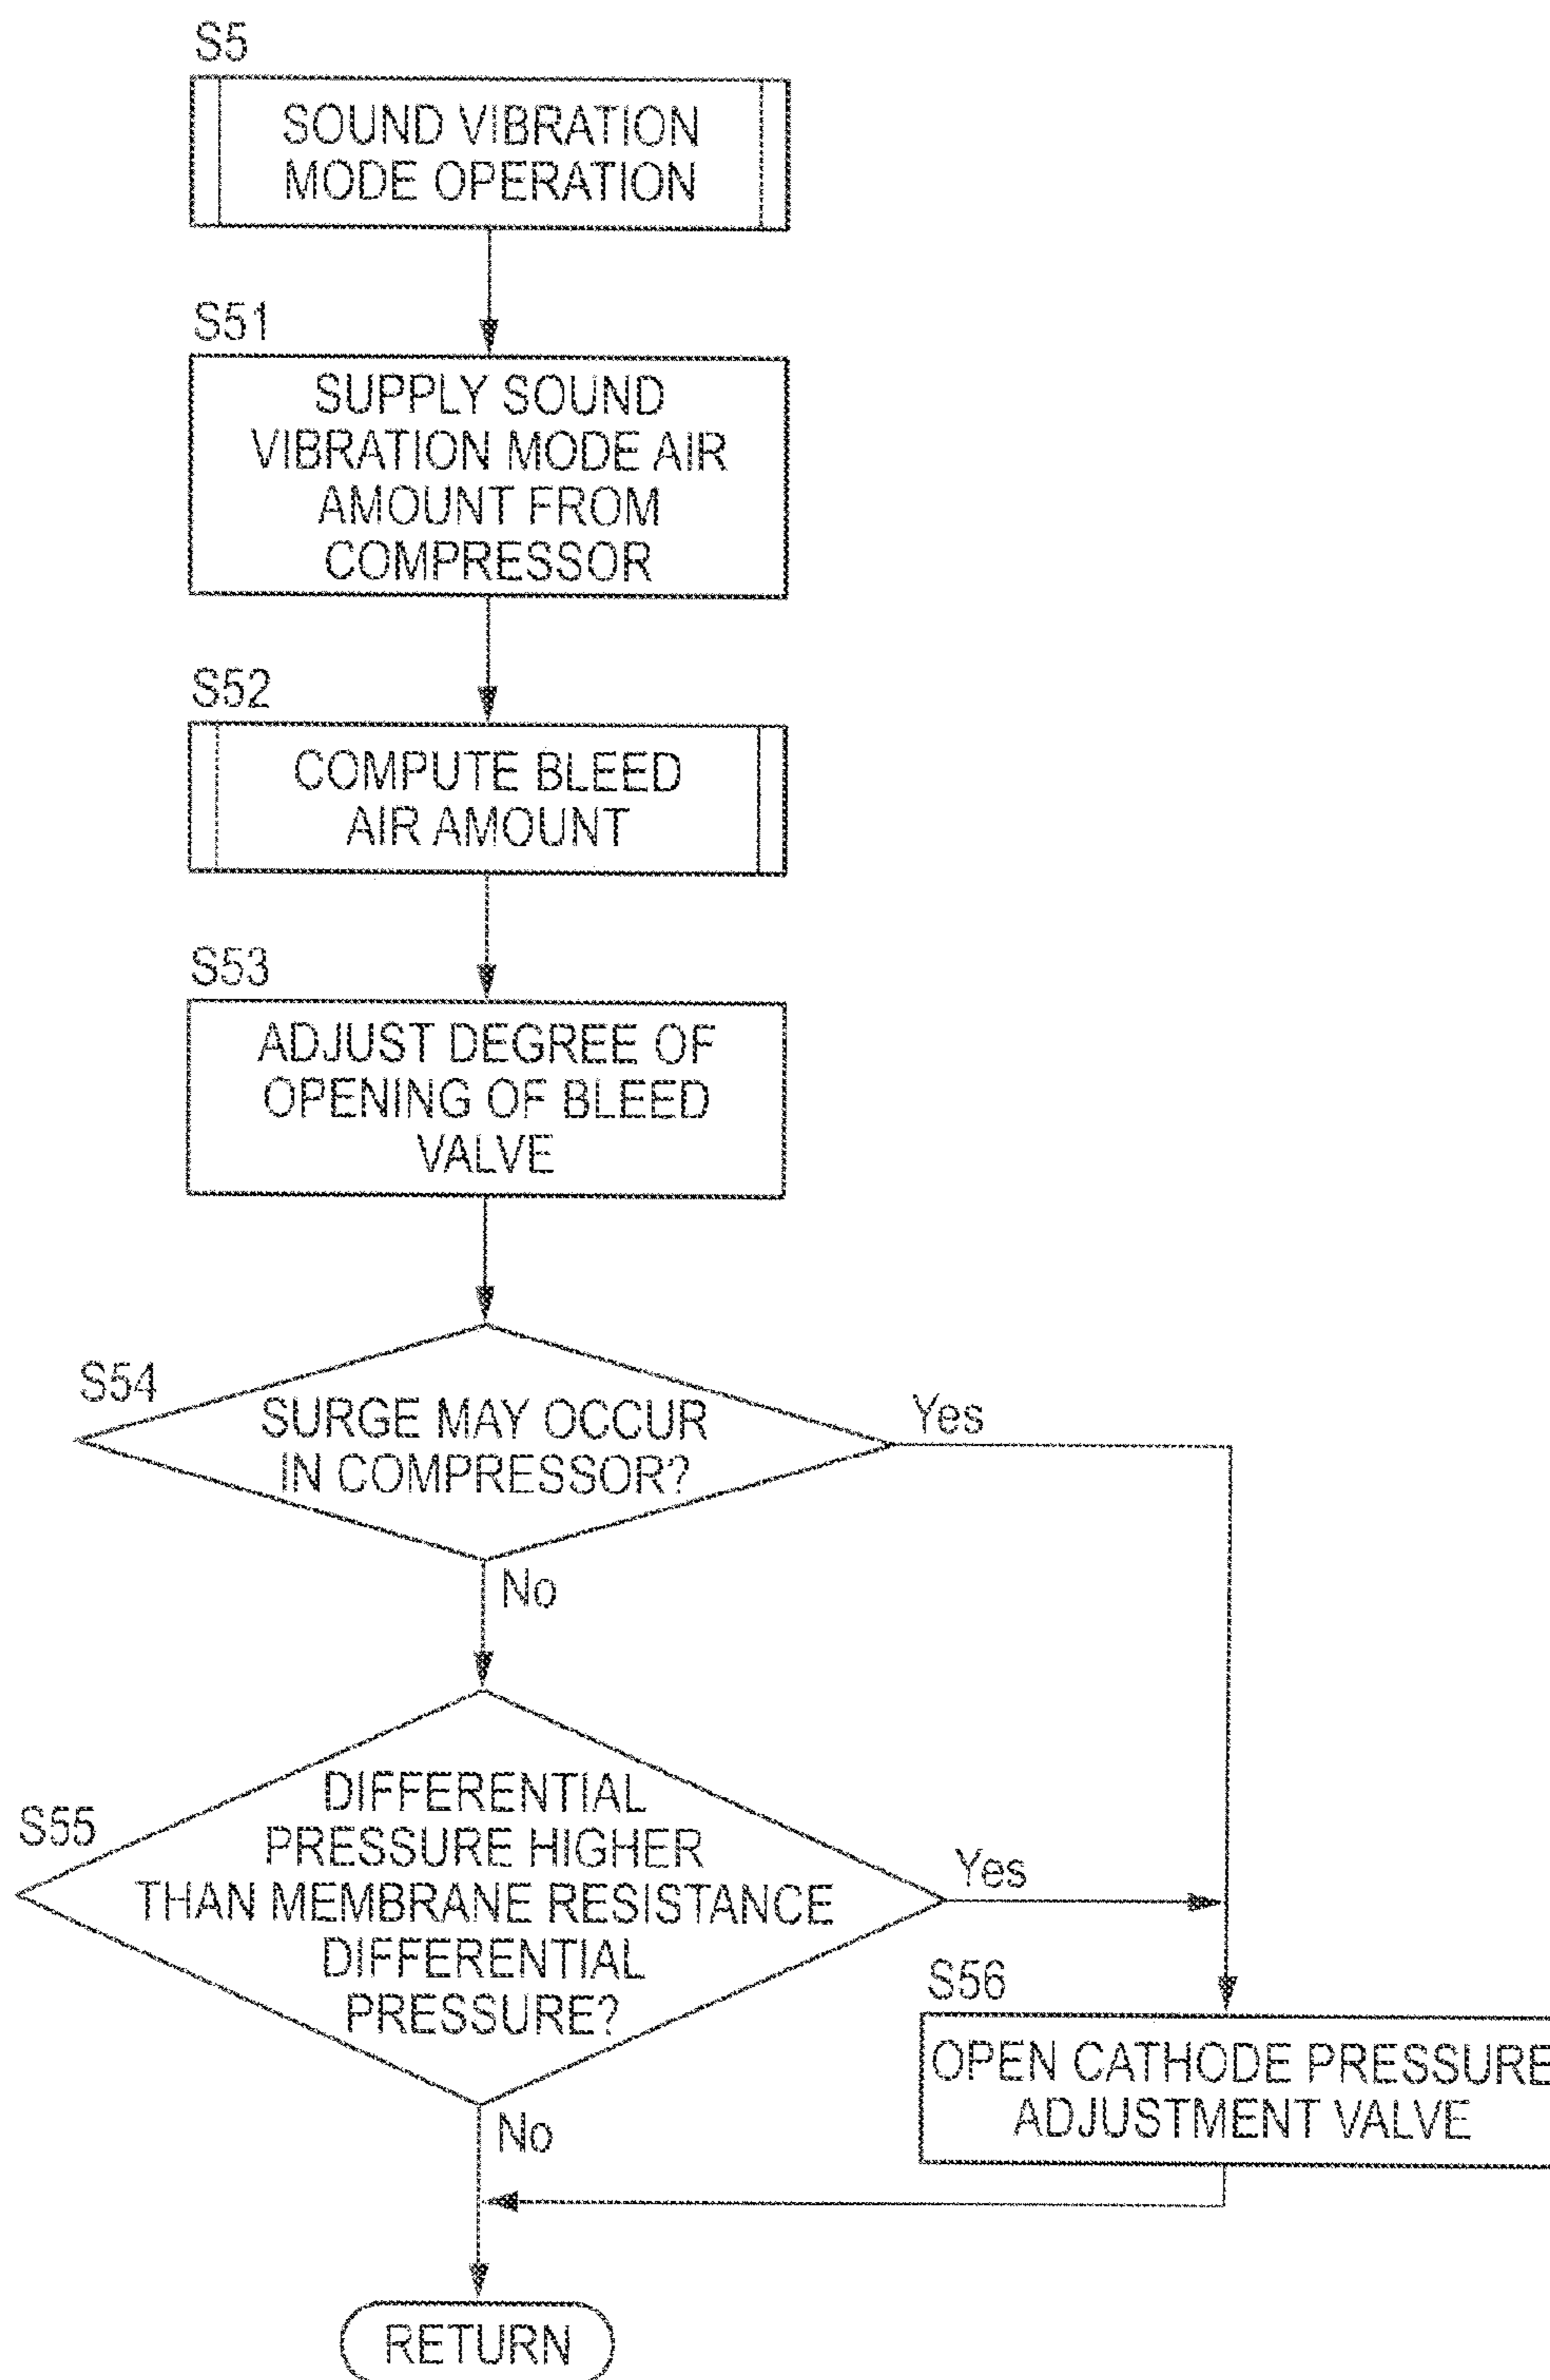 S5
SOUND VIBRATION
MODE OPERATION
S51
SUPPLY SOUND
VIBRATION MODE AIR
AMOUNT FROM
COMPRESSOR
S52
COMPUTE BLEED
AIR AMOUNT
S53
ADJUST DEGREE OF
OPENING OF BLEED
VALVE
S54
SURGE MAY OCCUR
IN COMPRESSOR?
Yes
No
S55
DIFFERENTIAL
PRESSURE HIGHER
THAN MEMBRANE RESISTANCE
DIFFERENTIAL
PRESSURE?
Yes
No
S56
OPEN CATHODE PRESSURE
ADJUSTMENT VALVE
RETURN